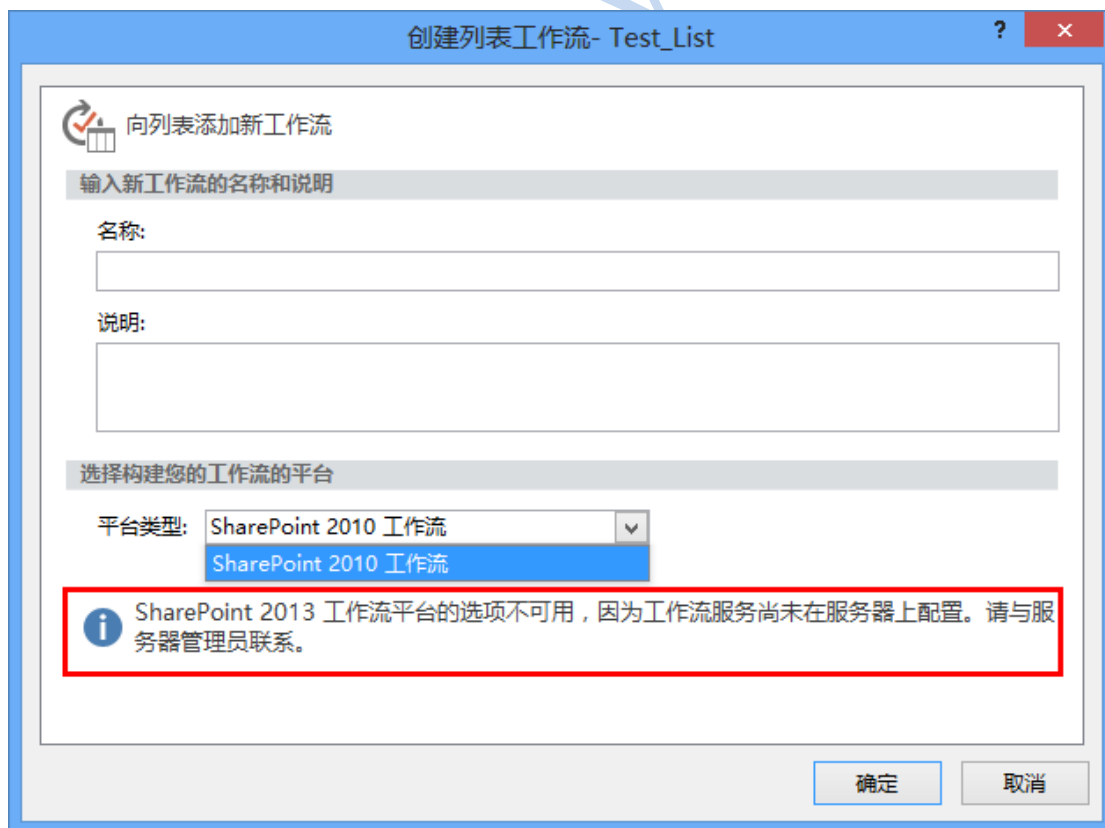 创建列表工作流- Test_List
?
向列表添加新工作流
输入新工作流的名称和说明
名称:
说明:
选择构建您的工作流的平台
平台类型: SharePoint 2010 工作流
SharePoint 2010 工作流
SharePoint 2013 工作流平台的选项不可用，因为工作流服务尚未在服务器上配置。请与服
务器管理员联系。
确定 取消